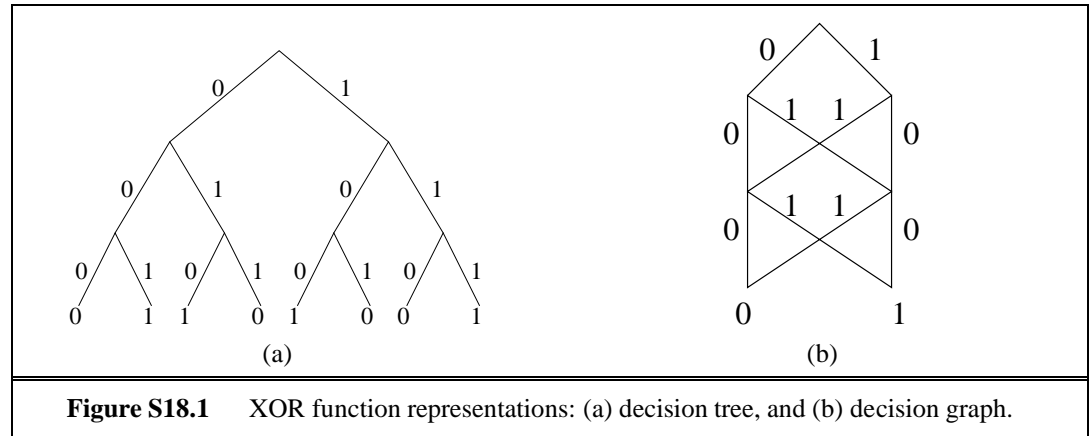 0 1
0 1 0 1
0 1 0 1 0 1 0 1
0 1 1 0 1 0 0 1
(a)
0 1
0 1 1 0
0 1 1 0
0 1
(b)
Figure S18.1 XOR function representations: (a) decision tree, and (b) decision graph.